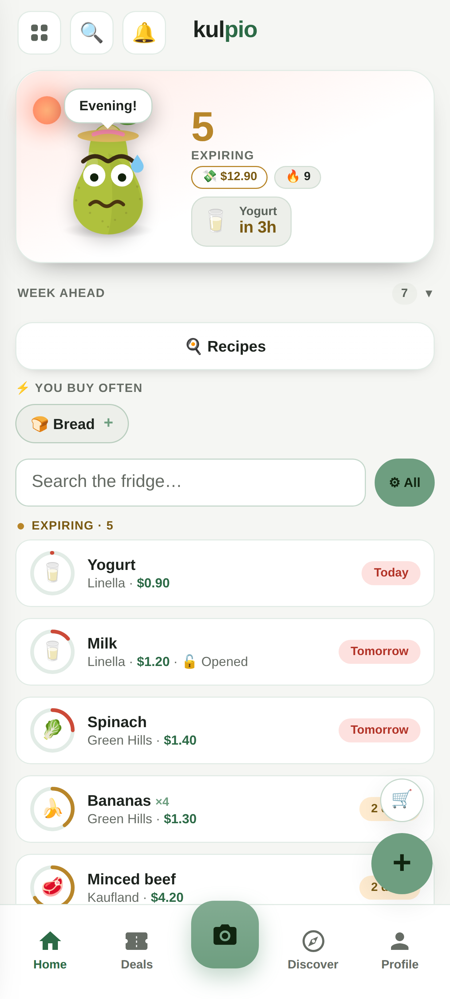 kulpio
Evening!
5
EXPIRING
💸 $12.90
🔥 9
Yogurt
in 3h
WEEK AHEAD
7 ▼
🍳 Recipes
⚡ YOU BUY OFTEN
🍞 Bread +
Search the fridge…
⚙ All
EXPIRING · 5
Yogurt
Linella · $0.90
Today
Milk
Linella · $1.20 · 🔓 Opened
Tomorrow
Spinach
Green Hills · $1.40
Tomorrow
Bananas ×4
Green Hills · $1.30
2
Minced beef
Kaufland · $4.20
2
Home
Deals
Discover
Profile